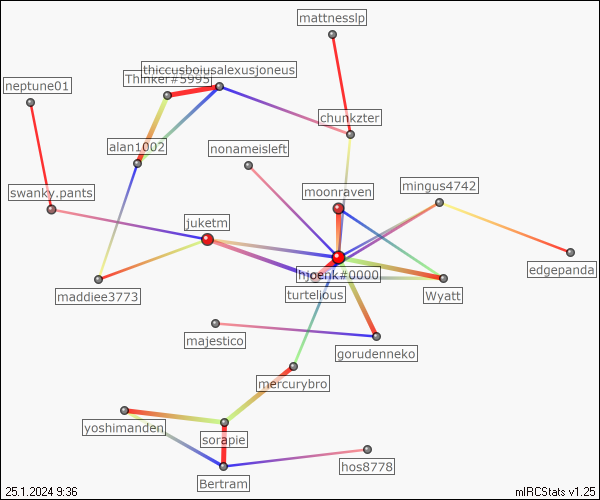 mattnesslp
thiccusboiusalexusjoneus
Thinker#5995
neptune01
chunkzter
alan1002
nonameisleft
moonraven
mingus4742
swanky.pants
juketm
hjoenk#0000
edgepanda
maddiee3773
turtelious
Wyatt
majestico
gorudenneko
mercurybro
yoshimanden
sorapie
hos8778
Bertram
25.1.2024 9:36
mIRCStats v1.25